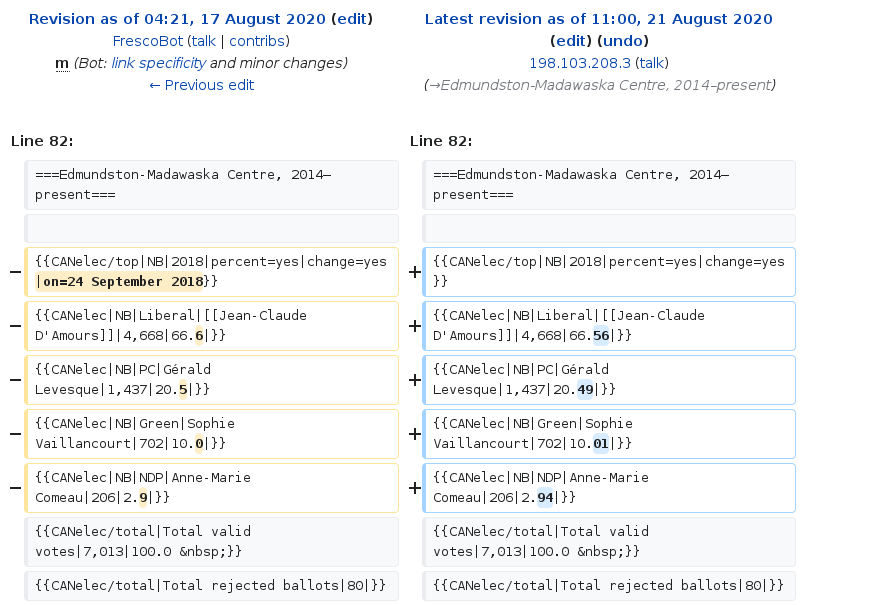 Revision as of 04:21, 17 August 2020 (edit)
FrescoBot (talk | contribs)
m (Bot: link specificity and minor changes)
← Previous edit
Latest revision as of 11:00, 21 August 2020
(edit) (undo)
198.103.208.3 (talk)
(→Edmundston-Madawaska Centre, 2014–present)
Line 82:
Line 82:
===Edmundston-Madawaska Centre, 2014–
present===
===Edmundston-Madawaska Centre, 2014–
present===
− {{CANelec/top|NB|2018|percent=yes|change=yes
|on=24 September 2018}}
+ {{CANelec/top|NB|2018|percent=yes|change=yes
}}
− {{CANelec|NB|Liberal|[[Jean-Claude
D'Amours]]|4,668|66.6|}}
+ {{CANelec|NB|Liberal|[[Jean-Claude
D'Amours]]|4,668|66.56|}}
− {{CANelec|NB|PC|Gérald
Levesque|1,437|20.5|}}
+ {{CANelec|NB|PC|Gérald
Levesque|1,437|20.49|}}
− {{CANelec|NB|Green|Sophie
Vaillancourt|702|10.0|}}
+ {{CANelec|NB|Green|Sophie
Vaillancourt|702|10.01|}}
− {{CANelec|NB|NDP|Anne-Marie
Comeau|206|2.9|}}
+ {{CANelec|NB|NDP|Anne-Marie
Comeau|206|2.94|}}
{{CANelec/total|Total valid
votes|7,013|100.0 &nbsp;}}
{{CANelec/total|Total valid
votes|7,013|100.0 &nbsp;}}
{{CANelec/total|Total rejected ballots|80|}}
{{CANelec/total|Total rejected ballots|80|}}